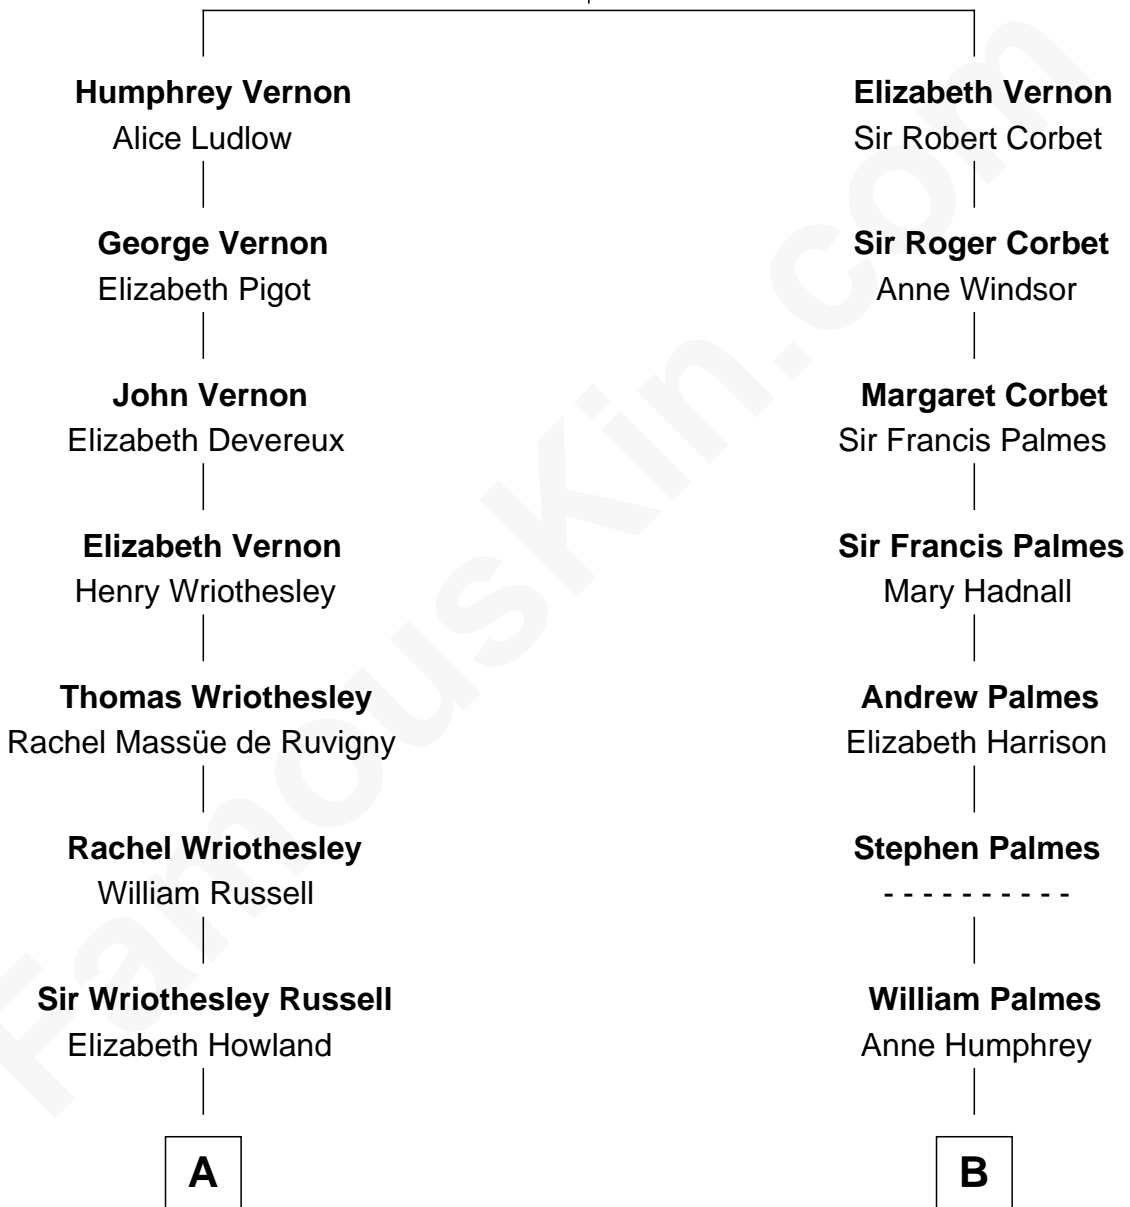 Humphrey Vernon
Alice Ludlow
George Vernon
Elizabeth Pigot
John Vernon
Elizabeth Devereux
Elizabeth Vernon
Henry Wriothesley
Thomas Wriothesley
Rachel Massüe de Ruvigny
Rachel Wriothesley
William Russell
Sir Wriothesley Russell
Elizabeth Howland
A
Elizabeth Vernon
Sir Robert Corbet
Sir Roger Corbet
Anne Windsor
Margaret Corbet
Sir Francis Palmes
Sir Francis Palmes
Mary Hadnall
Andrew Palmes
Elizabeth Harrison
Stephen Palmes
- - - - - - - - - -
William Palmes
Anne Humphrey
B
FamousKin.com